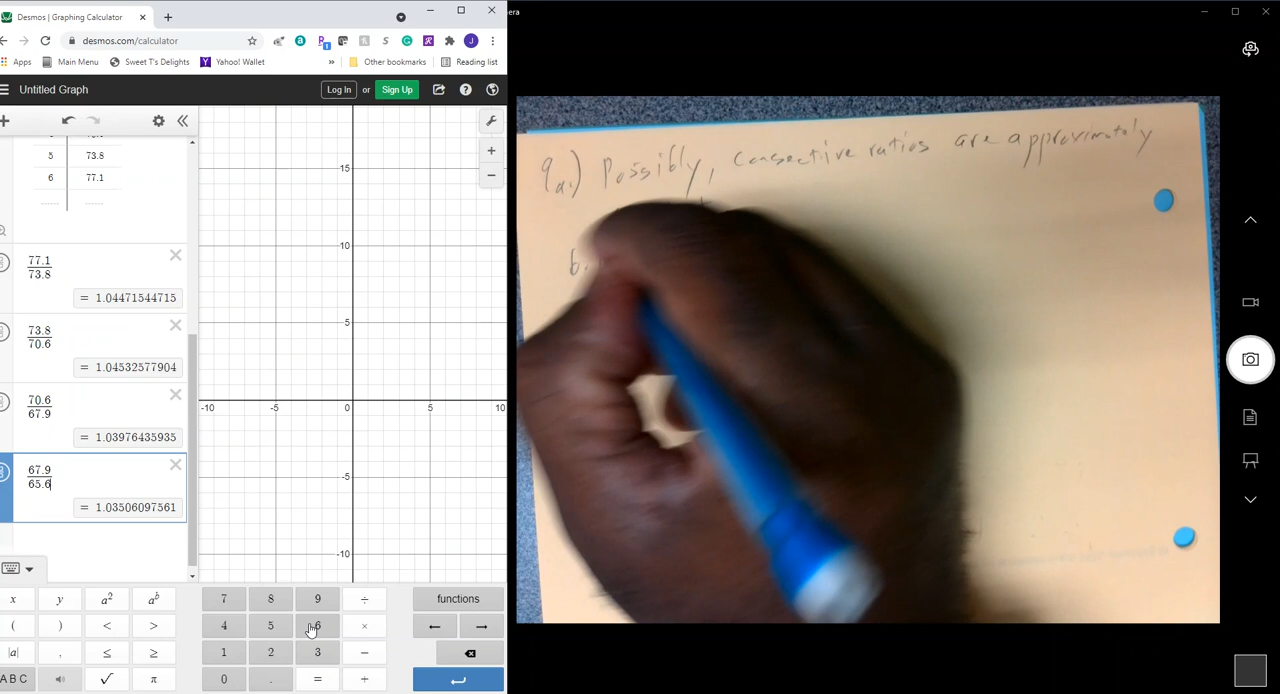 Desmos | Graphing Calculator
desmos.com/calculator
Apps
Main Menu
Sweet T's Delights
Yahoo! Wallet
»
Other bookmarks
Reading list
Untitled Graph
Log In
or
Sign Up
5 73.8
6 77.1
77.1
73.8
= 1.04471544715
73.8
70.6
= 1.04532577904
70.6
67.9
= 1.03976435935
67.9
65.6
= 1.03506097561
15
10
5
-10 -5 0 5 10
-5
-10
x y a² aᵇ
( ) < >
|a| , ≤ ≥
A B C √ π
7 8 9 ÷
4 5 6 ×
1 2 3 −
0 . = +
functions
← →
era
9a.) Possibly, consective ratios are approximately
b.